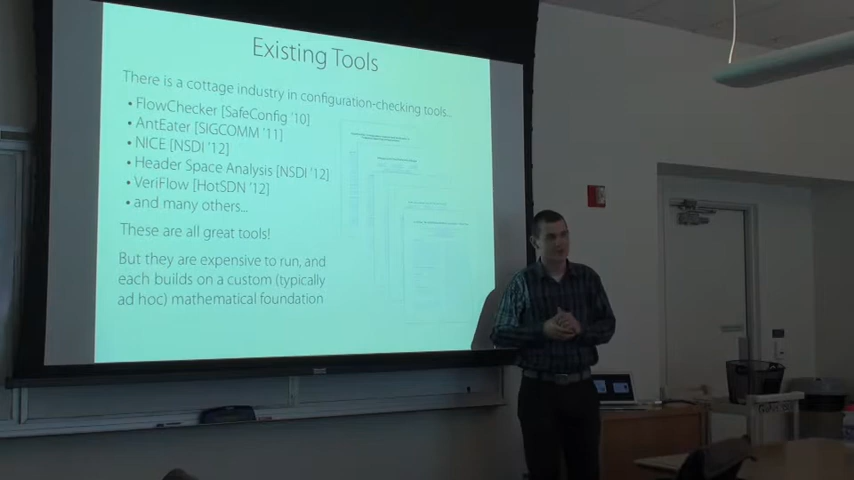 Existing Tools
There is a cottage industry in configuration-checking tools...
• FlowChecker [SafeConfig '10]
• AntEater [SIGCOMM '11]
• NICE [NSDI '12]
• Header Space Analysis [NSDI '12]
• VeriFlow [HotSDN '12]
• and many others...
These are all great tools!
But they are expensive to run, and
each builds on a custom (typically
ad hoc) mathematical foundation